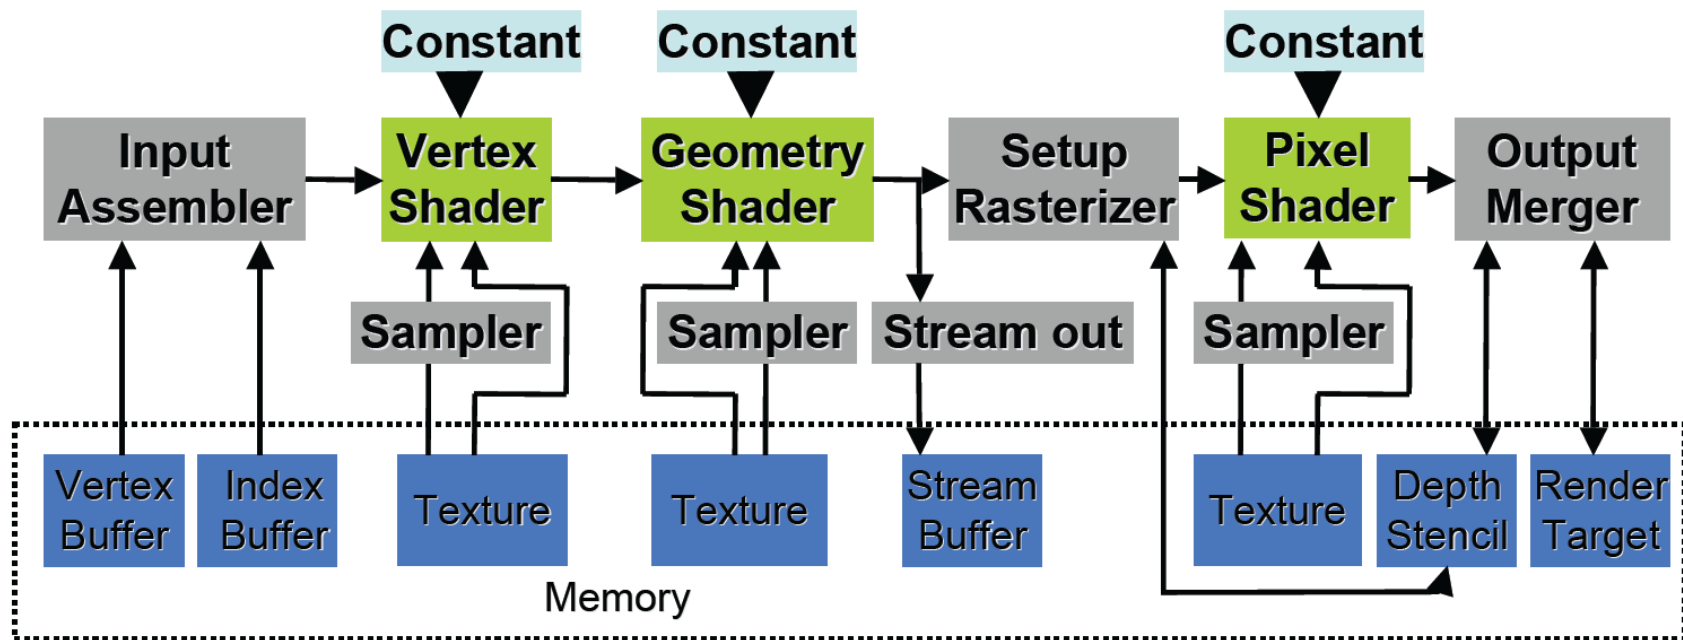 Constant
Constant
Constant
Input
Assembler
Vertex
Shader
Geometry
Shader
Setup
Rasterizer
Pixel
Shader
Output
Merger
Sampler
Sampler
Stream out
Sampler
Vertex
Buffer
Index
Buffer
Texture
Texture
Stream
Buffer
Texture
Depth
Stencil
Render
Target
Memory